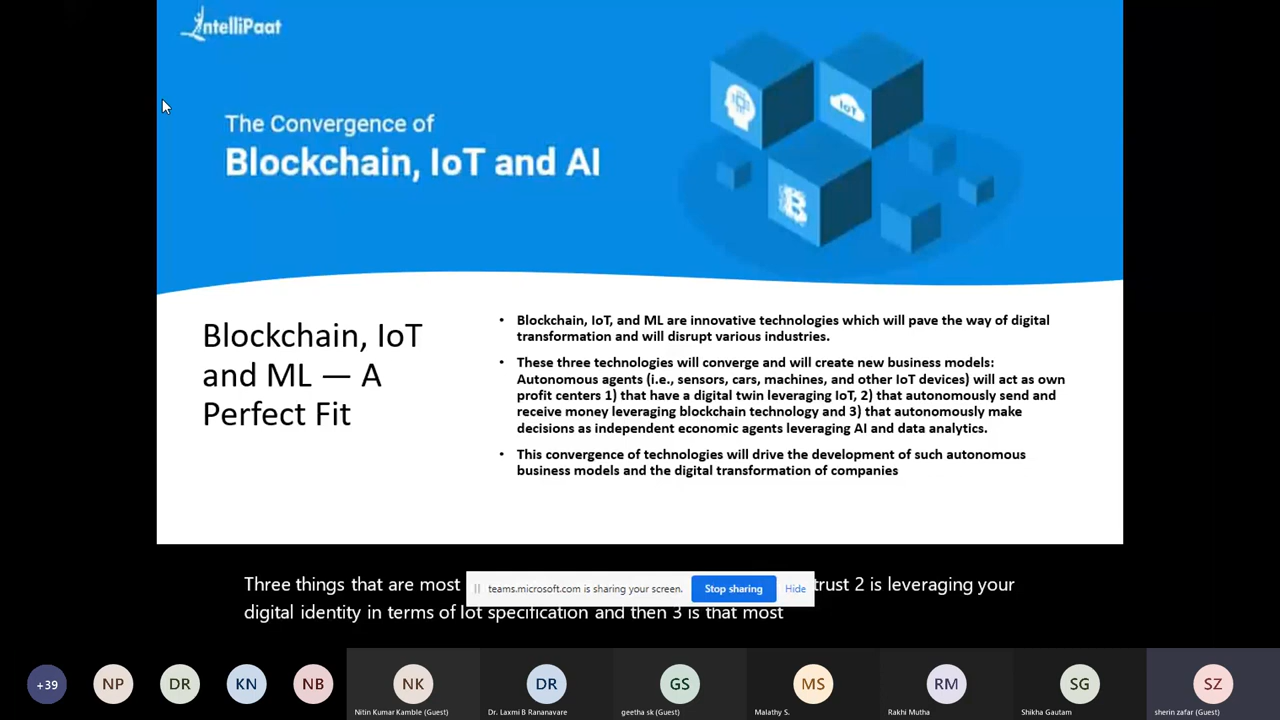 IntelliPaat
The Convergence of
Blockchain, IoT and AI
IoT
Blockchain, IoT
and ML — A
Perfect Fit
• Blockchain, IoT, and ML are innovative technologies which will pave the way of digital
transformation and will disrupt various industries.
• These three technologies will converge and will create new business models:
Autonomous agents (i.e., sensors, cars, machines, and other IoT devices) will act as own
profit centers 1) that have a digital twin leveraging IoT, 2) that autonomously send and
receive money leveraging blockchain technology and 3) that autonomously make
decisions as independent economic agents leveraging AI and data analytics.
• This convergence of technologies will drive the development of such autonomous
business models and the digital transformation of companies
Three things that are most trust 2 is leveraging your
teams.microsoft.com is sharing your screen. Stop sharing Hide
digital identity in terms of Iot specification and then 3 is that most
+39 NP DR KN NB NK DR GS MS RM SG SZ
Nitin Kumar Kamble (Guest) Dr. Laxmi B Rananavare geetha sk (Guest) Malathy S. Rakhi Mutha Shikha Gautam sherin zafar (Guest)